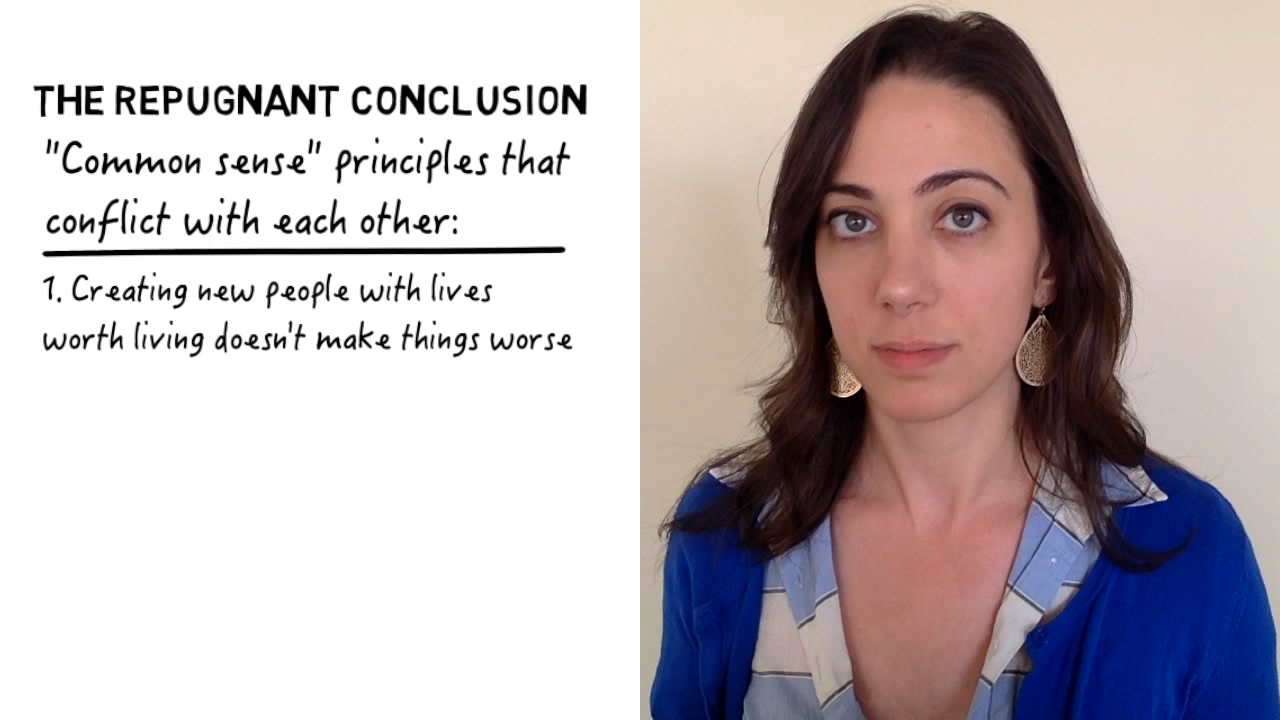 THE REPUGNANT CONCLUSION
"Common sense" principles that
conflict with each other:
1. Creating new people with lives
worth living doesn't make things worse